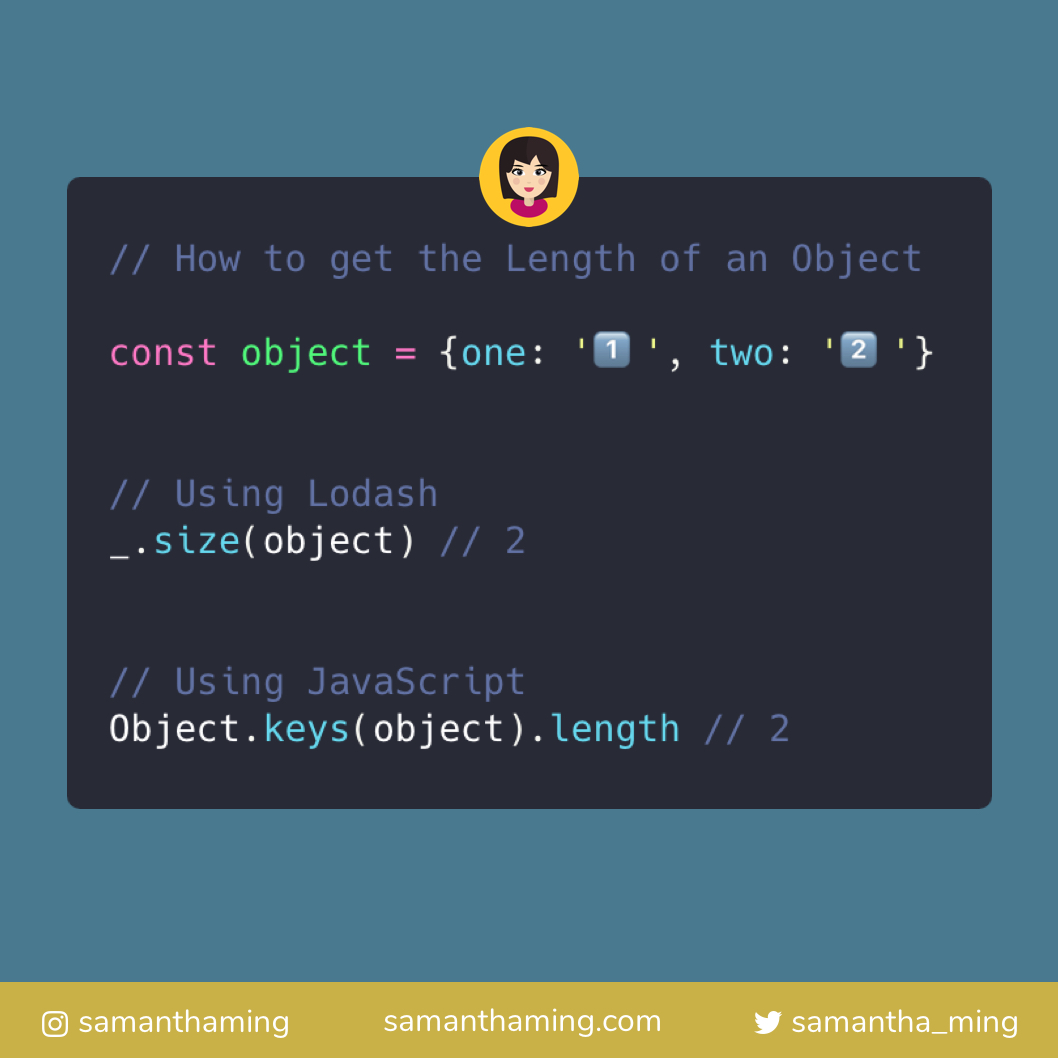 // How to get the Length of an Object
const object = {one: '1️⃣ ', two: '2️⃣ '}
// Using Lodash
_.size(object) // 2
// Using JavaScript
Object.keys(object).length // 2
samanthaming samanthaming.com samantha_ming